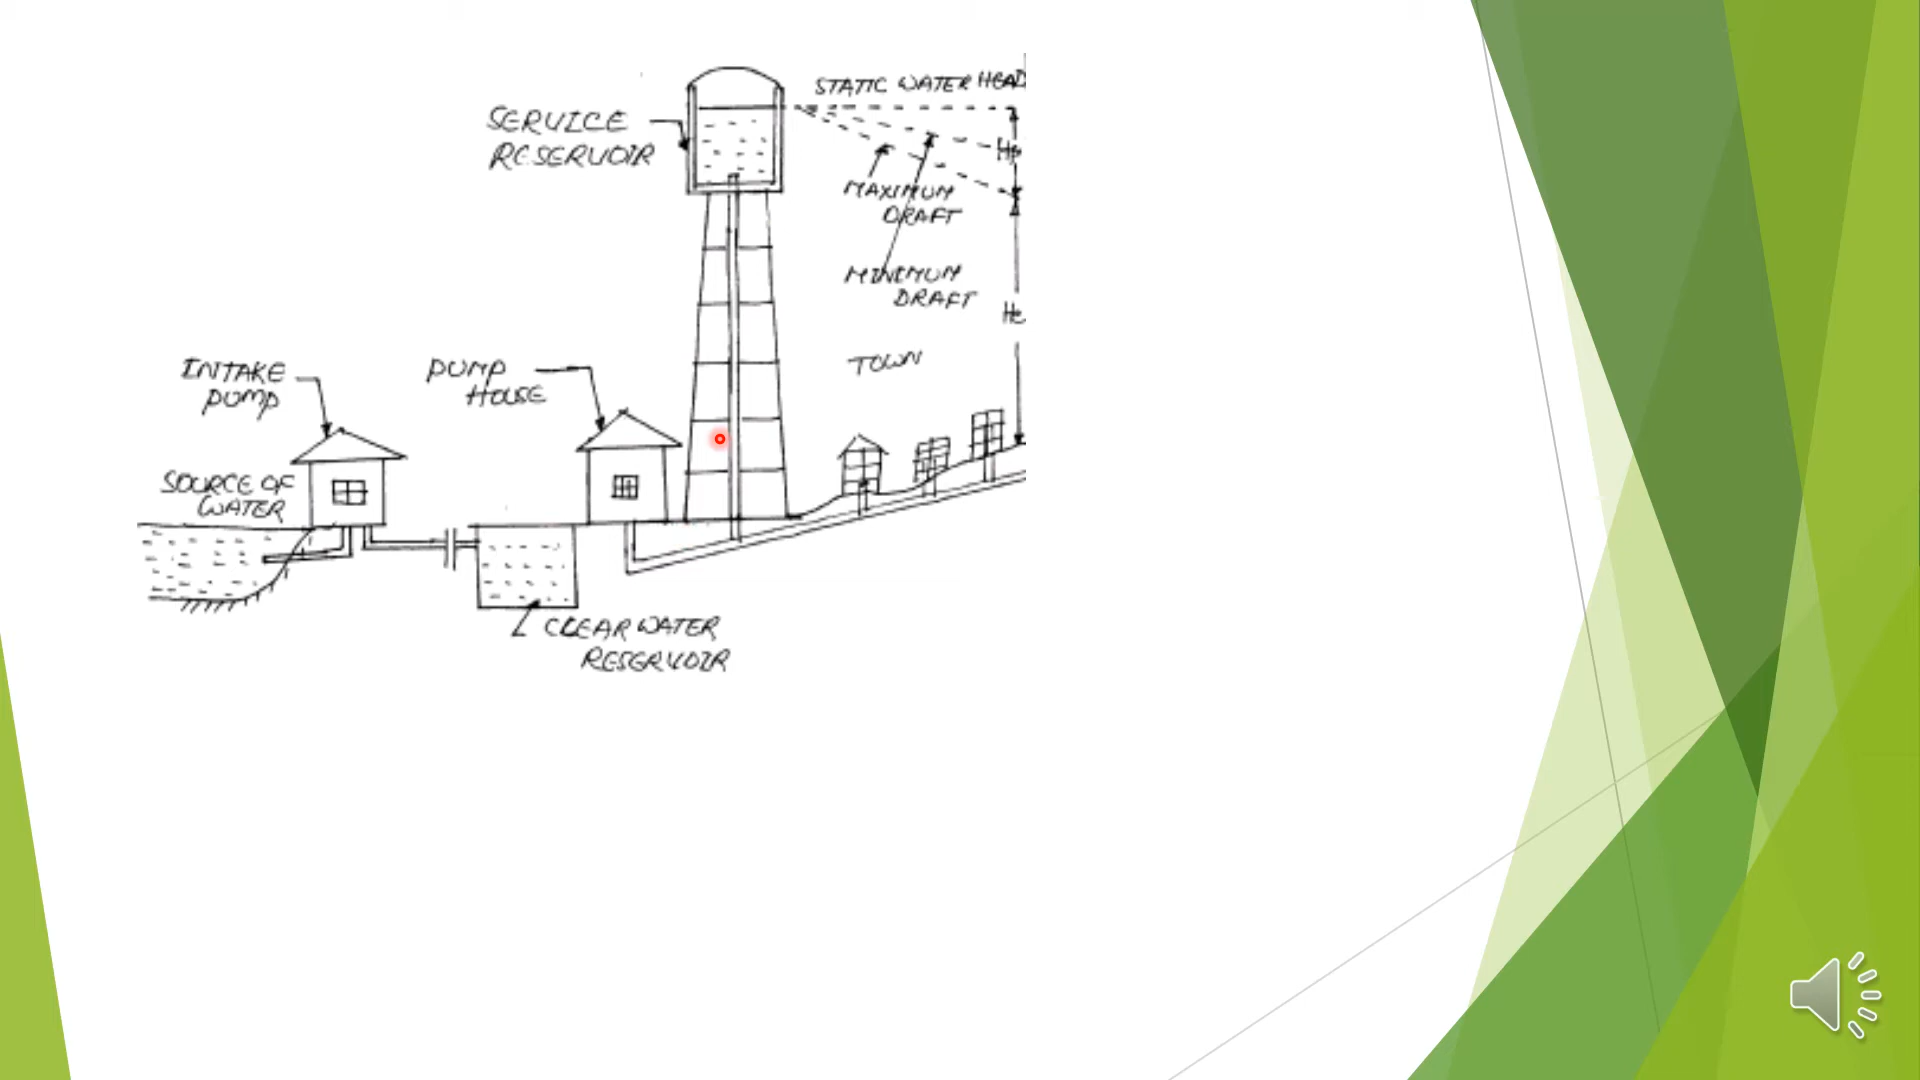 STATIC WATER HEAD
SERVICE
RESERVOIR
MAXIMUM
DRAFT
MINIMUM
DRAFT
TOWN
INTAKE
PUMP
PUMP
HOUSE
SOURCE OF
WATER
CLEAR WATER
RESERVOIR